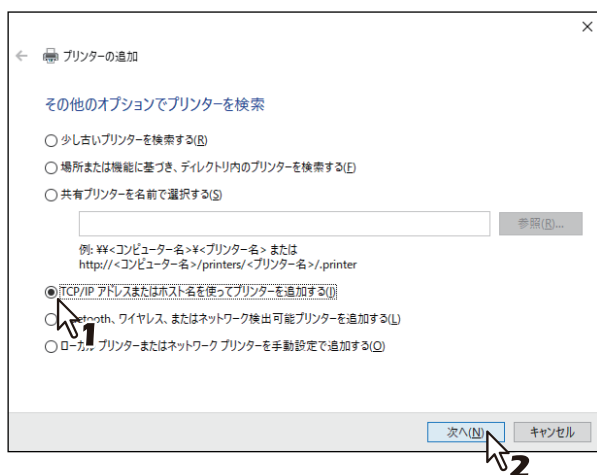 プリンターの追加
その他のオプションでプリンターを検索
少し古いプリンターを検索する(R)
場所または機能に基づき、ディレクトリ内のプリンターを検索する(F)
共有プリンターを名前で選択する(S)
参照(R)...
例: ¥¥<コンピューター名>¥<プリンター名> または
http://<コンピューター名>/printers/<プリンター名>/.printer
TCP/IP アドレスまたはホスト名を使ってプリンターを追加する(I)
etooth、ワイヤレス、またはネットワーク検出可能プリンターを追加する(L)
1
ローカル プリンターまたはネットワーク プリンターを手動設定で追加する(O)
次へ(N)
キャンセル
2